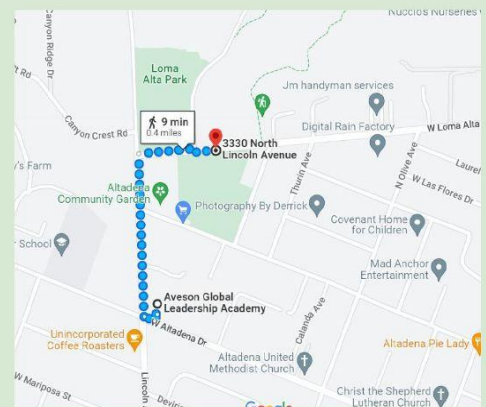 Nuccio's Nurseries
Canyon Ridge Dr
Loma
Alta Park
Jm handyman services
Canyon Crest Rd
9 min
0.4 miles
3330 North
Lincoln Avenue
Digital Rain Factory
W Loma Alta
Thurin Ave
N Olive Ave
Laurel
W Las Flores Dr
's Farm
Altadena
Community Garden
Photography By Derrick
Covenant Home
for Children
r School
Mad Anchor
Entertainment
Aveson Global
Leadership Academy
Calanda Ave
W Altadena Dr
Unincorporated
Coffee Roasters
Altadena United
Methodist Church
Altadena Pie Lady
W Mariposa St
Lincoln
Christ the Shepherd
Lutheran Church
Google